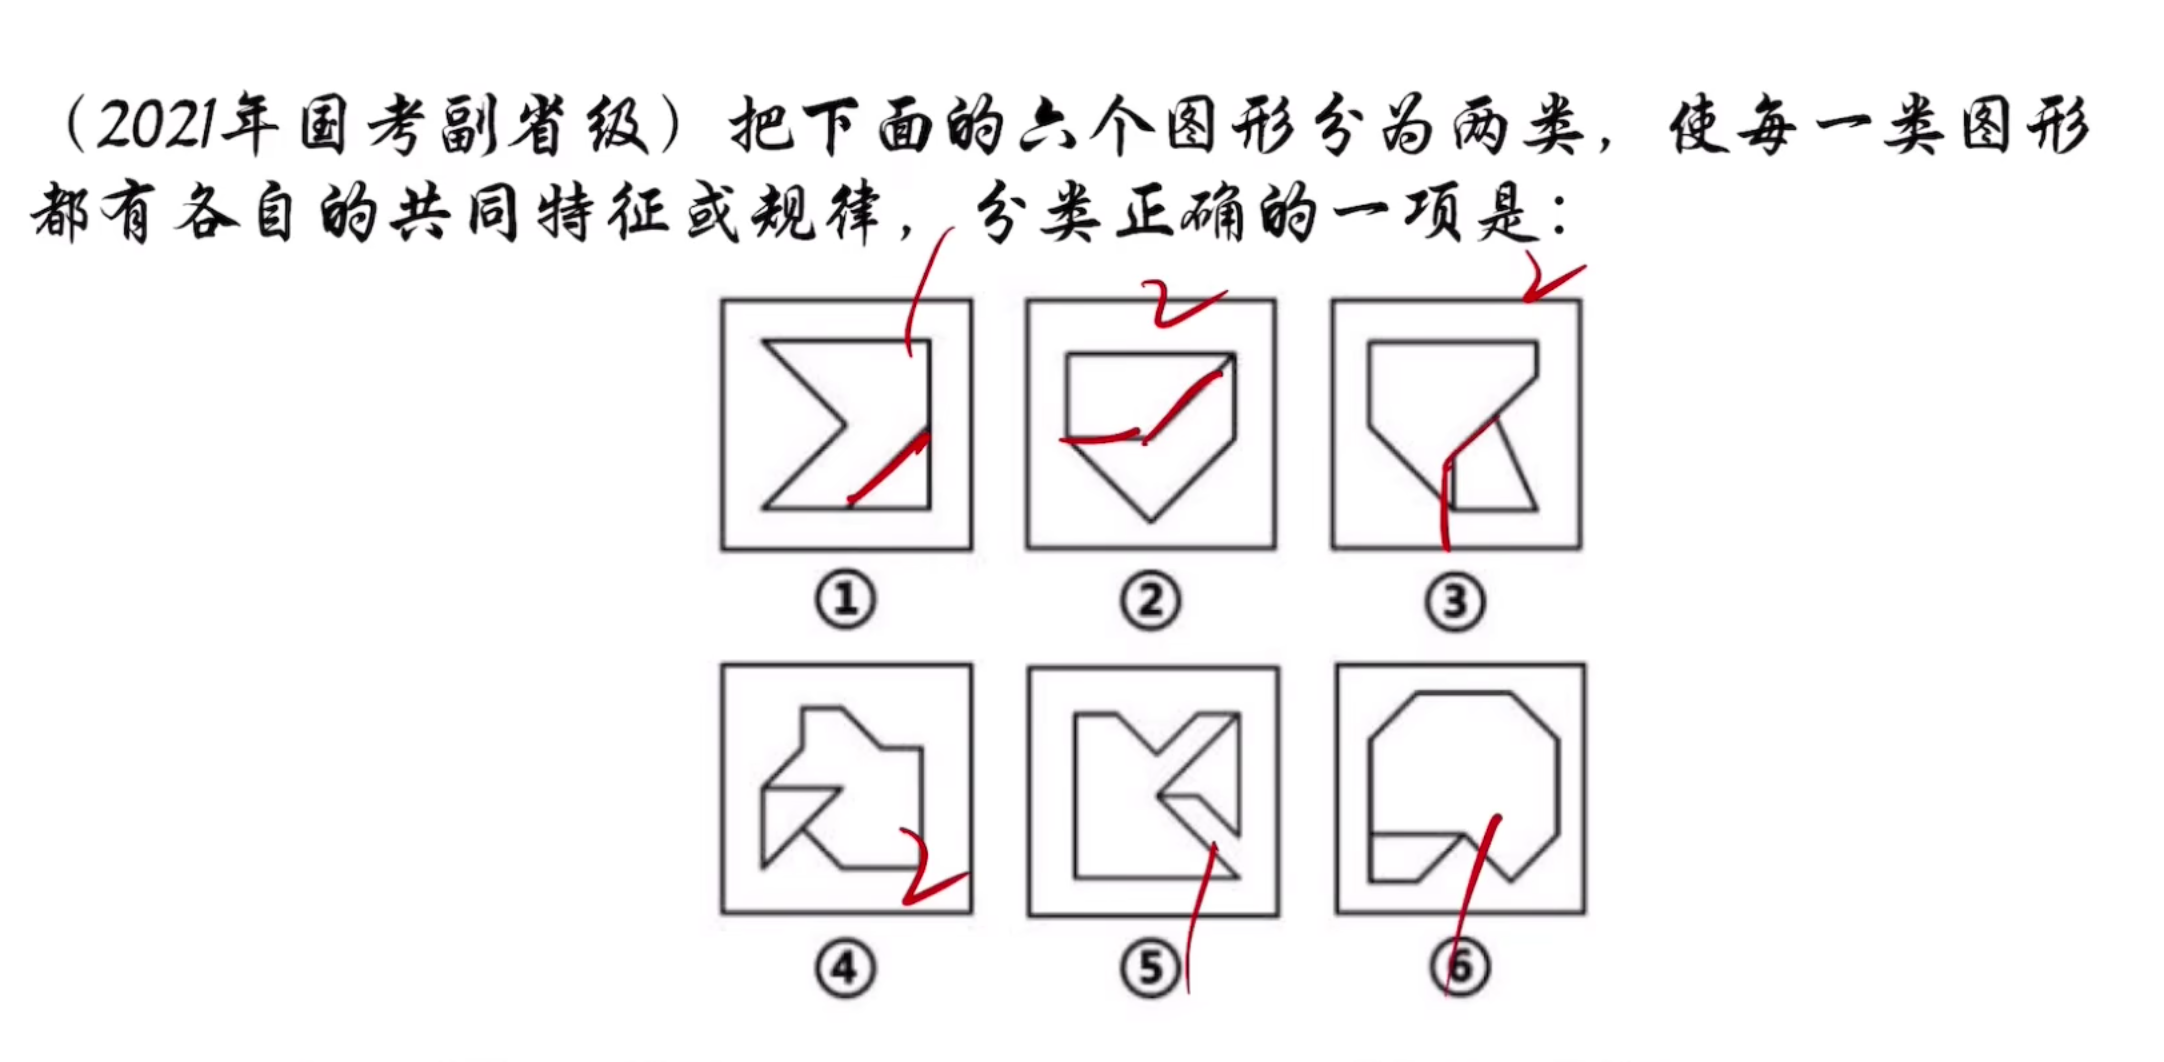 （2021年国考副省级）把下面的六个图形分为两类，使每一类图形
都有各自的共同特征或规律，分类正确的一项是：
1 2 2
① ② ③
2 1 1
④ ⑤ ⑥